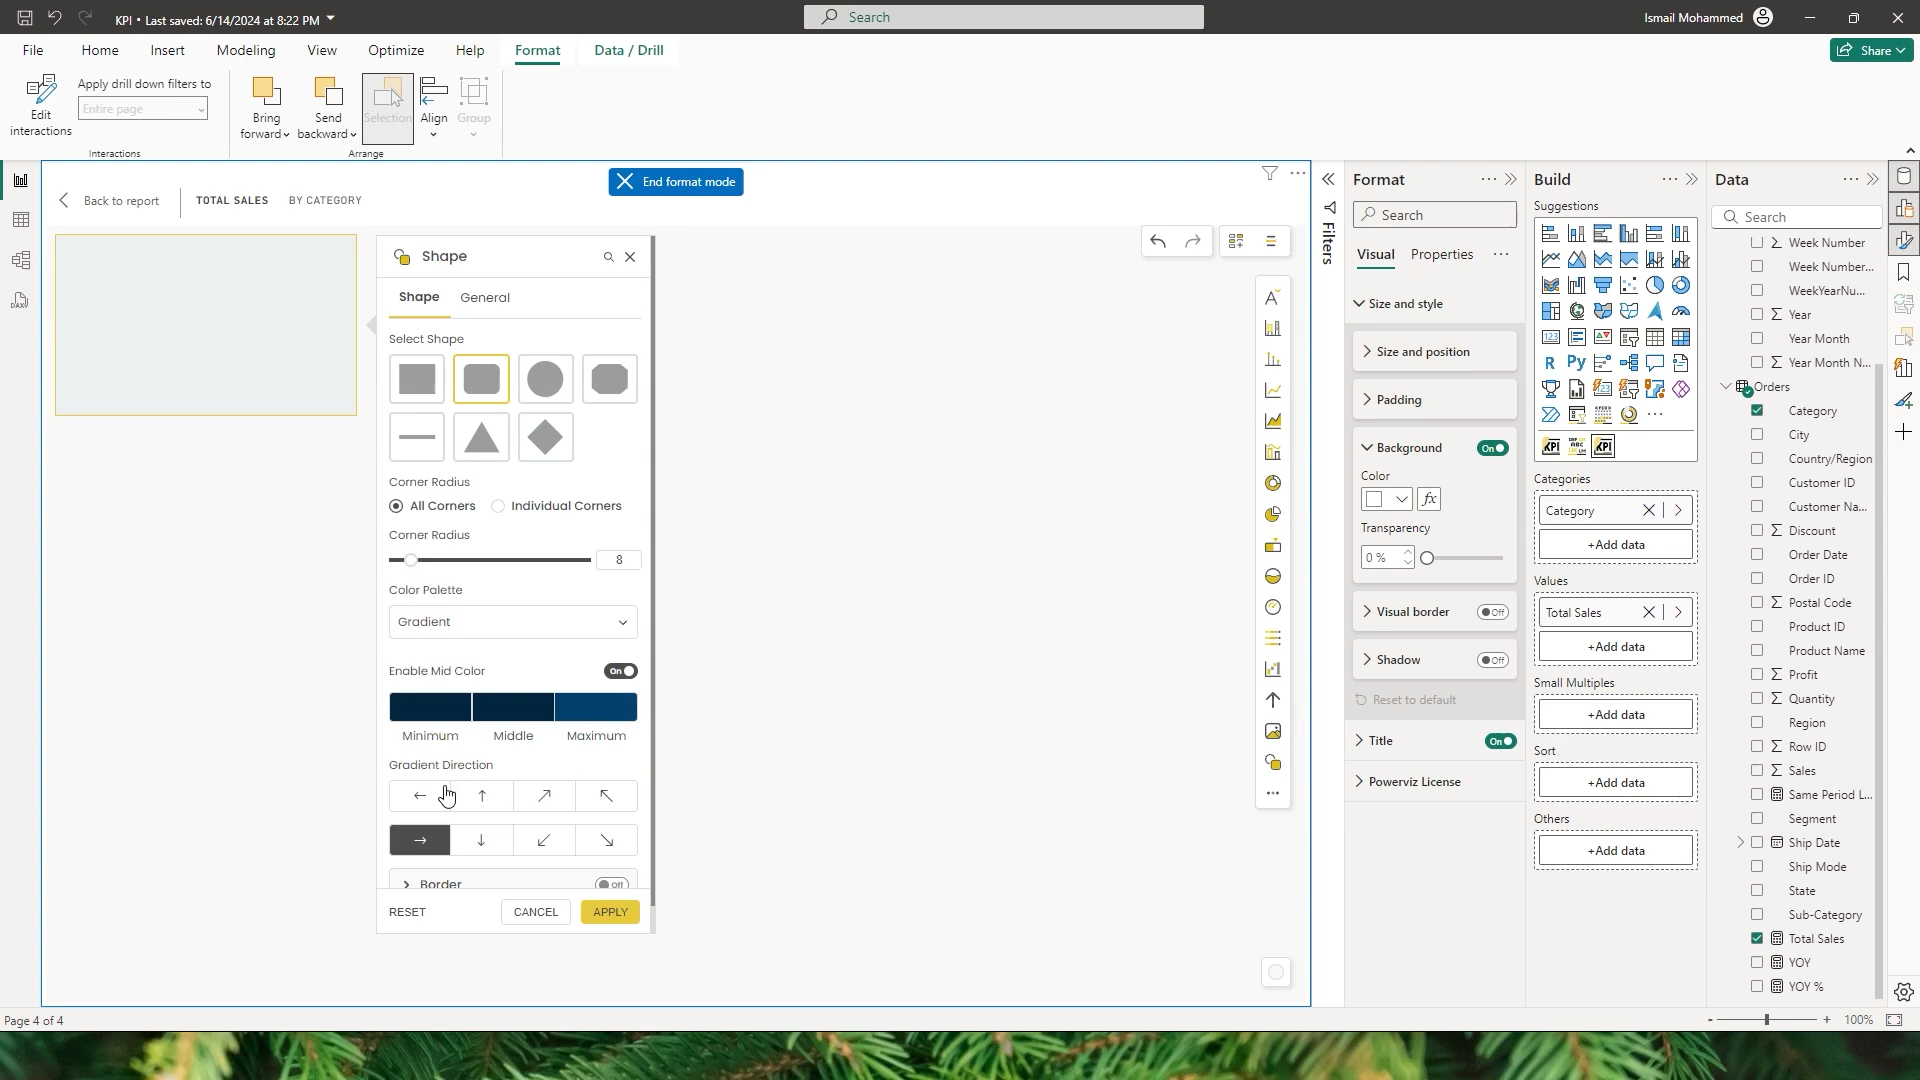 KPI • Last saved: 6/14/2024 at 8:22 PM
Search
Ismail Mohammed
File
Home
Insert
Modeling
View
Optimize
Help
Format
Data / Drill
Share
Edit
interactions
Apply drill down filters to
Entire page
Bring
forward
Send
backward
Selection
Align
Group
Interactions
Arrange
Back to report
TOTAL SALES
BY CATEGORY
End format mode
Shape
Shape
General
Select Shape
Corner Radius
All Corners
Individual Corners
Corner Radius
8
Color Palette
Gradient
Enable Mid Color
On
Minimum
Middle
Maximum
Gradient Direction
Border
Off
RESET
CANCEL
APPLY
Filters
Format
Search
Visual
Properties
Size and style
Size and position
Padding
Background
On
Color
fx
Transparency
0 %
Visual border
Off
Shadow
Off
Reset to default
Title
On
Powerviz License
Build
Suggestions
123
R
Py
KPI
KPI
Categories
Category
+Add data
Values
Total Sales
+Add data
Small Multiples
+Add data
Sort
+Add data
Others
+Add data
Data
Search
Week Number
Week Number...
WeekYearNu...
Year
Year Month
Year Month N...
Orders
Category
City
Country/Region
Customer ID
Customer Na...
Discount
Order Date
Order ID
Postal Code
Product ID
Product Name
Profit
Quantity
Region
Row ID
Sales
Same Period L...
Segment
Ship Date
Ship Mode
State
Sub-Category
Total Sales
YOY
YOY %
DAX
Page 4 of 4
- + 100%